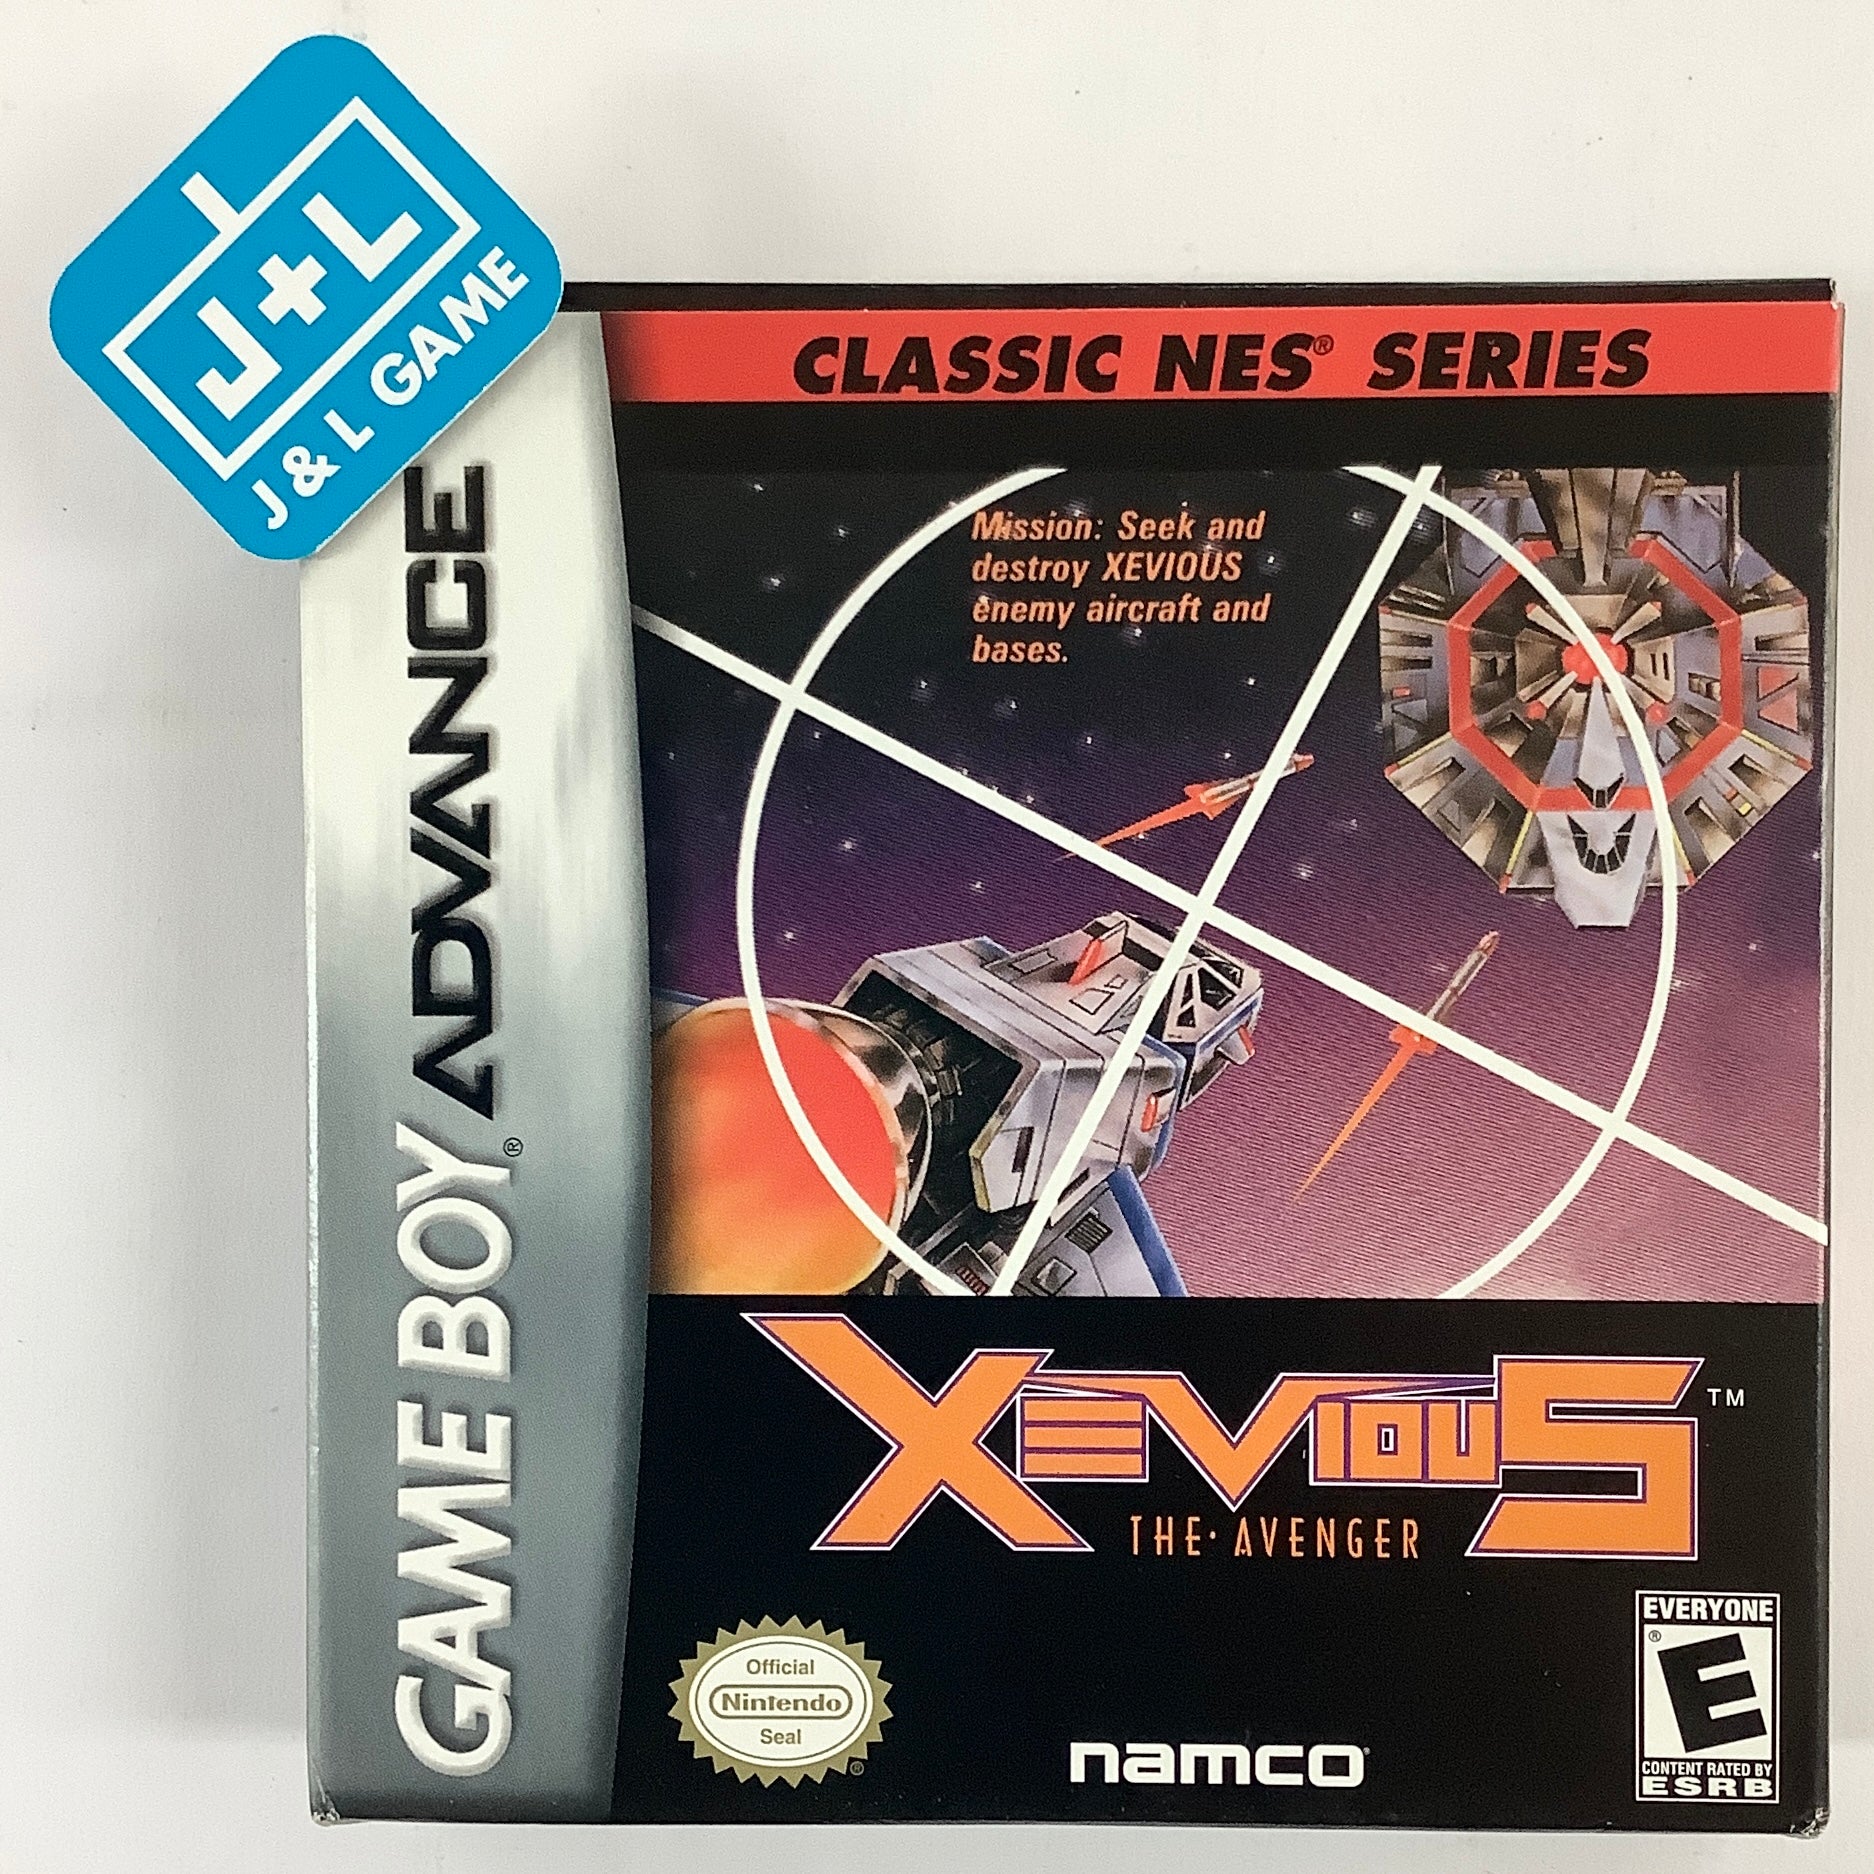 J+L
J & L GAME
CLASSIC NES® SERIES
Mission: Seek and
destroy XEVIOUS
enemy aircraft and
bases.
GAME BOY® ADVANCE
XEVIOUS™
THE·AVENGER
Official
Nintendo
Seal
®
namco®
EVERYONE
®
E
CONTENT RATED BY
ESRB